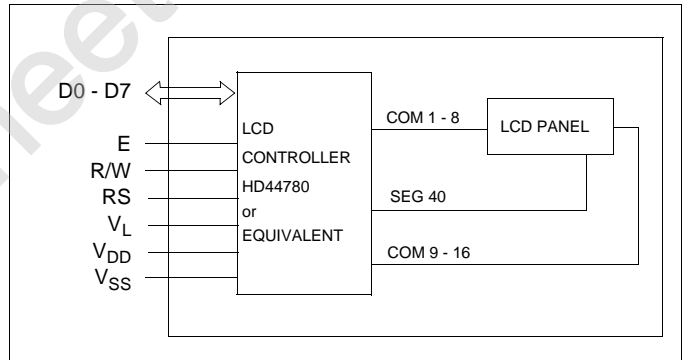 D0 - D7
E
R/W
RS
VL
VDD
VSS
LCD
CONTROLLER
HD44780
or
EQUIVALENT
COM 1 - 8
SEG 40
COM 9 - 16
LCD PANEL